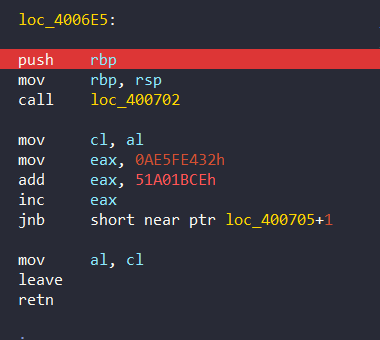 loc_4006E5:
push rbp
mov rbp, rsp
call loc_400702
mov cl, al
mov eax, 0AE5FE432h
add eax, 51A01BCEh
inc eax
jnb short near ptr loc_400705+1
mov al, cl
leave
retn